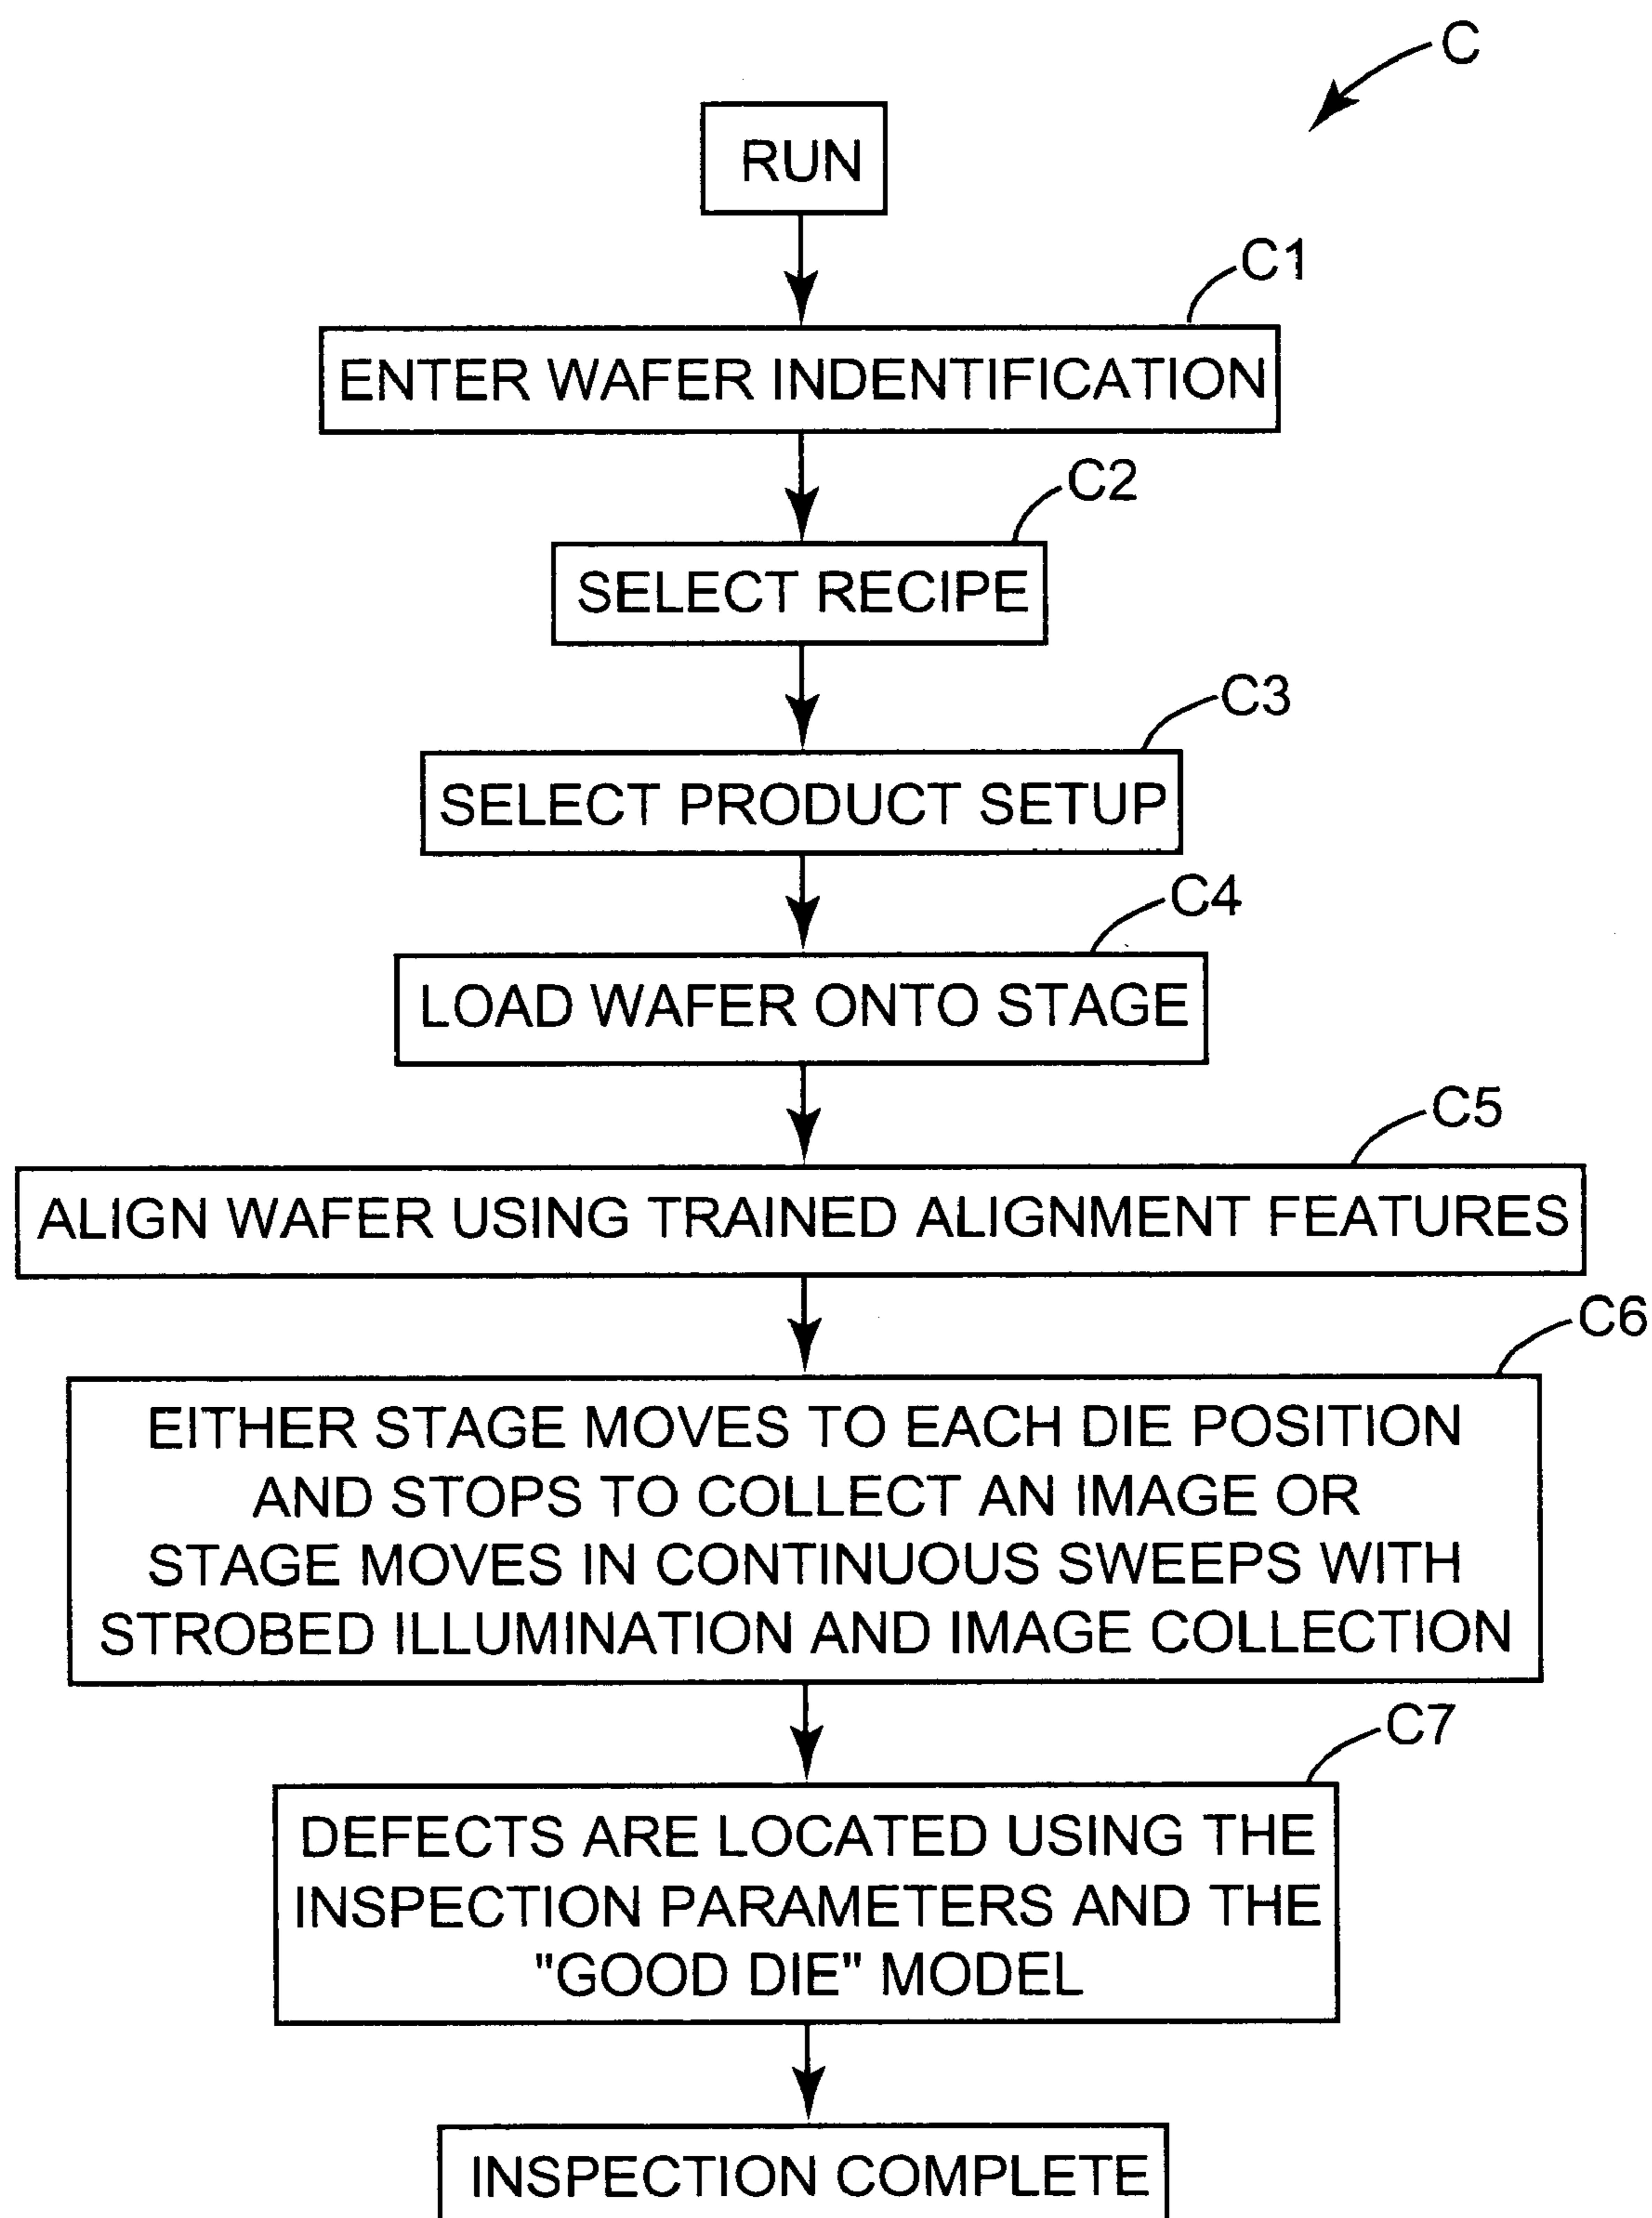 C
RUN
C1
ENTER WAFER INDENTIFICATION
C2
SELECT RECIPE
C3
SELECT PRODUCT SETUP
C4
LOAD WAFER ONTO STAGE
C5
ALIGN WAFER USING TRAINED ALIGNMENT FEATURES
C6
EITHER STAGE MOVES TO EACH DIE POSITION
AND STOPS TO COLLECT AN IMAGE OR
STAGE MOVES IN CONTINUOUS SWEEPS WITH
STROBED ILLUMINATION AND IMAGE COLLECTION
C7
DEFECTS ARE LOCATED USING THE
INSPECTION PARAMETERS AND THE
"GOOD DIE" MODEL
INSPECTION COMPLETE